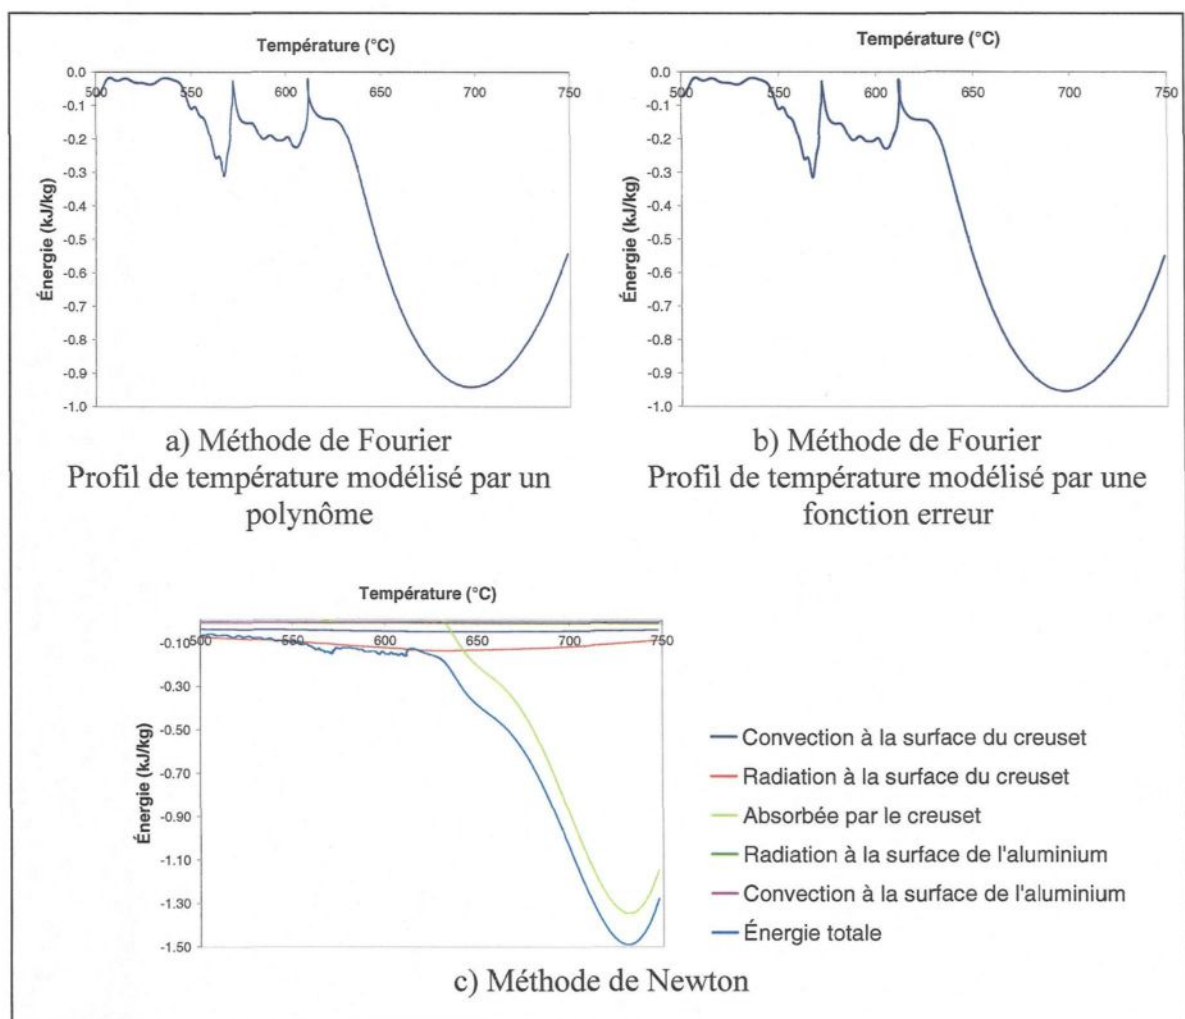 Température (°C)
0.0
500 550 600 650 700 750
-0.1
-0.2
-0.3
-0.4
-0.5
-0.6
-0.7
-0.8
-0.9
-1.0
Énergie (kJ/kg)
a) Méthode de Fourier
Profil de température modélisé par un
polynôme
Température (°C)
0.0
500 550 600 650 700 750
-0.1
-0.2
-0.3
-0.4
-0.5
-0.6
-0.7
-0.8
-0.9
-1.0
Énergie (kJ/kg)
b) Méthode de Fourier
Profil de température modélisé par une
fonction erreur
Température (°C)
500 550 600 650 700 750
-0.10
-0.30
-0.50
-0.70
-0.90
-1.10
-1.30
-1.50
Énergie (kJ/kg)
Convection à la surface du creuset
Radiation à la surface du creuset
Absorbée par le creuset
Radiation à la surface de l'aluminium
Convection à la surface de l'aluminium
Énergie totale
c) Méthode de Newton